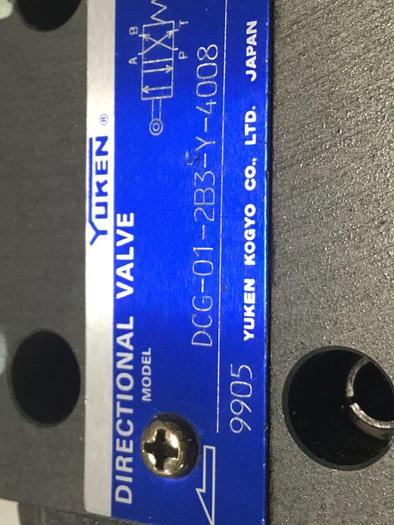 YUKEN ®
A B
P T
DIRECTIONAL VALVE
MODEL
DCG-01-2B3-Y-4008
9905 YUKEN KOGYO CO., LTD. JAPAN